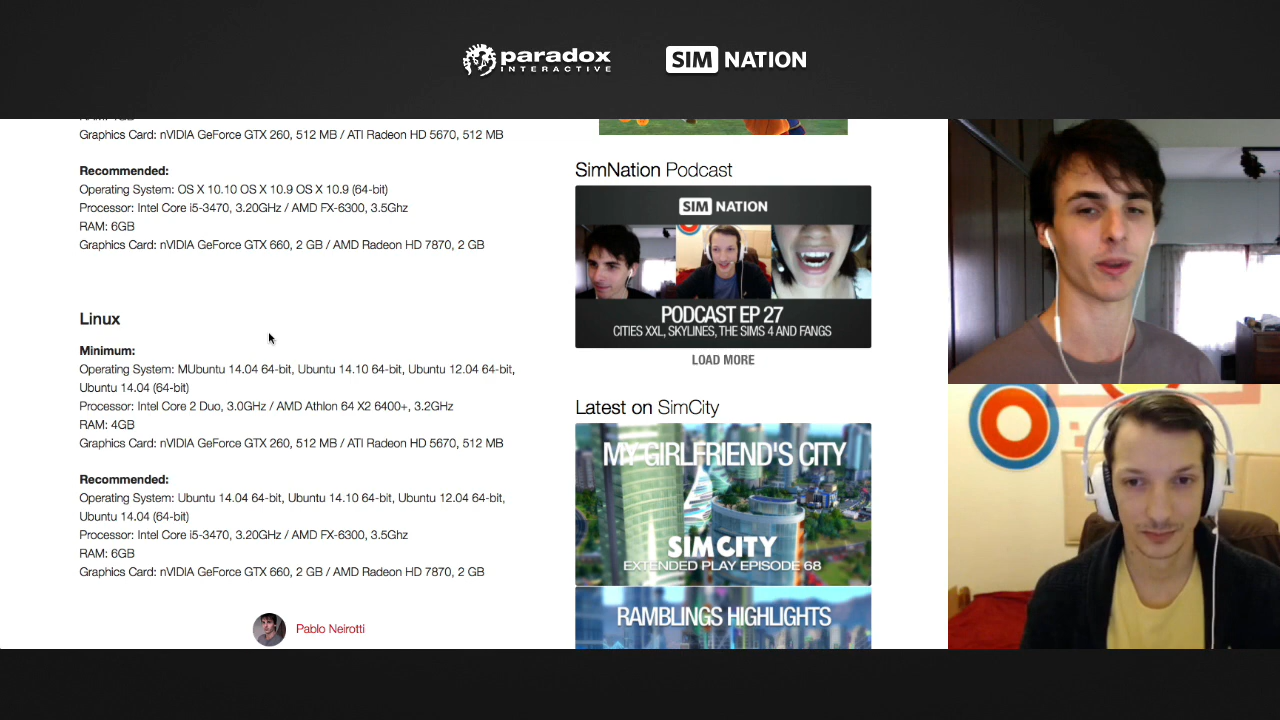 paradox
INTERACTIVE
SIM NATION
Graphics Card: nVIDIA GeForce GTX 260, 512 MB / ATI Radeon HD 5670, 512 MB
Recommended:
Operating System: OS X 10.10 OS X 10.9 OS X 10.9 (64-bit)
Processor: Intel Core i5-3470, 3.20GHz / AMD FX-6300, 3.5Ghz
RAM: 6GB
Graphics Card: nVIDIA GeForce GTX 660, 2 GB / AMD Radeon HD 7870, 2 GB
Linux
Minimum:
Operating System: MUbuntu 14.04 64-bit, Ubuntu 14.10 64-bit, Ubuntu 12.04 64-bit,
Ubuntu 14.04 (64-bit)
Processor: Intel Core 2 Duo, 3.0GHz / AMD Athlon 64 X2 6400+, 3.2GHz
RAM: 4GB
Graphics Card: nVIDIA GeForce GTX 260, 512 MB / ATI Radeon HD 5670, 512 MB
Recommended:
Operating System: Ubuntu 14.04 64-bit, Ubuntu 14.10 64-bit, Ubuntu 12.04 64-bit,
Ubuntu 14.04 (64-bit)
Processor: Intel Core i5-3470, 3.20GHz / AMD FX-6300, 3.5Ghz
RAM: 6GB
Graphics Card: nVIDIA GeForce GTX 660, 2 GB / AMD Radeon HD 7870, 2 GB
Pablo Neirotti
SimNation Podcast
SIM NATION
PODCAST EP 27
CITIES XXL, SKYLINES, THE SIMS 4 AND FANGS
LOAD MORE
Latest on SimCity
MY GIRLFRIEND'S CITY
SIMCITY
EXTENDED PLAY EPISODE 68
RAMBLINGS HIGHLIGHTS